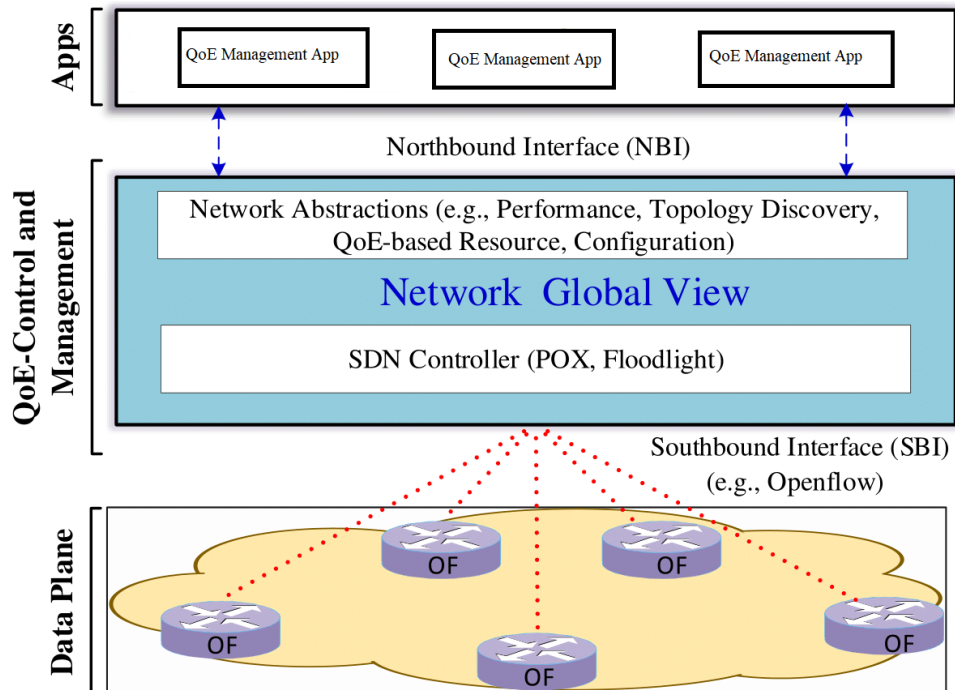 Apps
QoE Management App
QoE Management App
QoE Management App
Northbound Interface (NBI)
QoE-Control and
Management
Network Abstractions (e.g., Performance, Topology Discovery,
QoE-based Resource, Configuration)
Network Global View
SDN Controller (POX, Floodlight)
Southbound Interface (SBI)
(e.g., Openflow)
Data Plane
OF
OF
OF
OF
OF